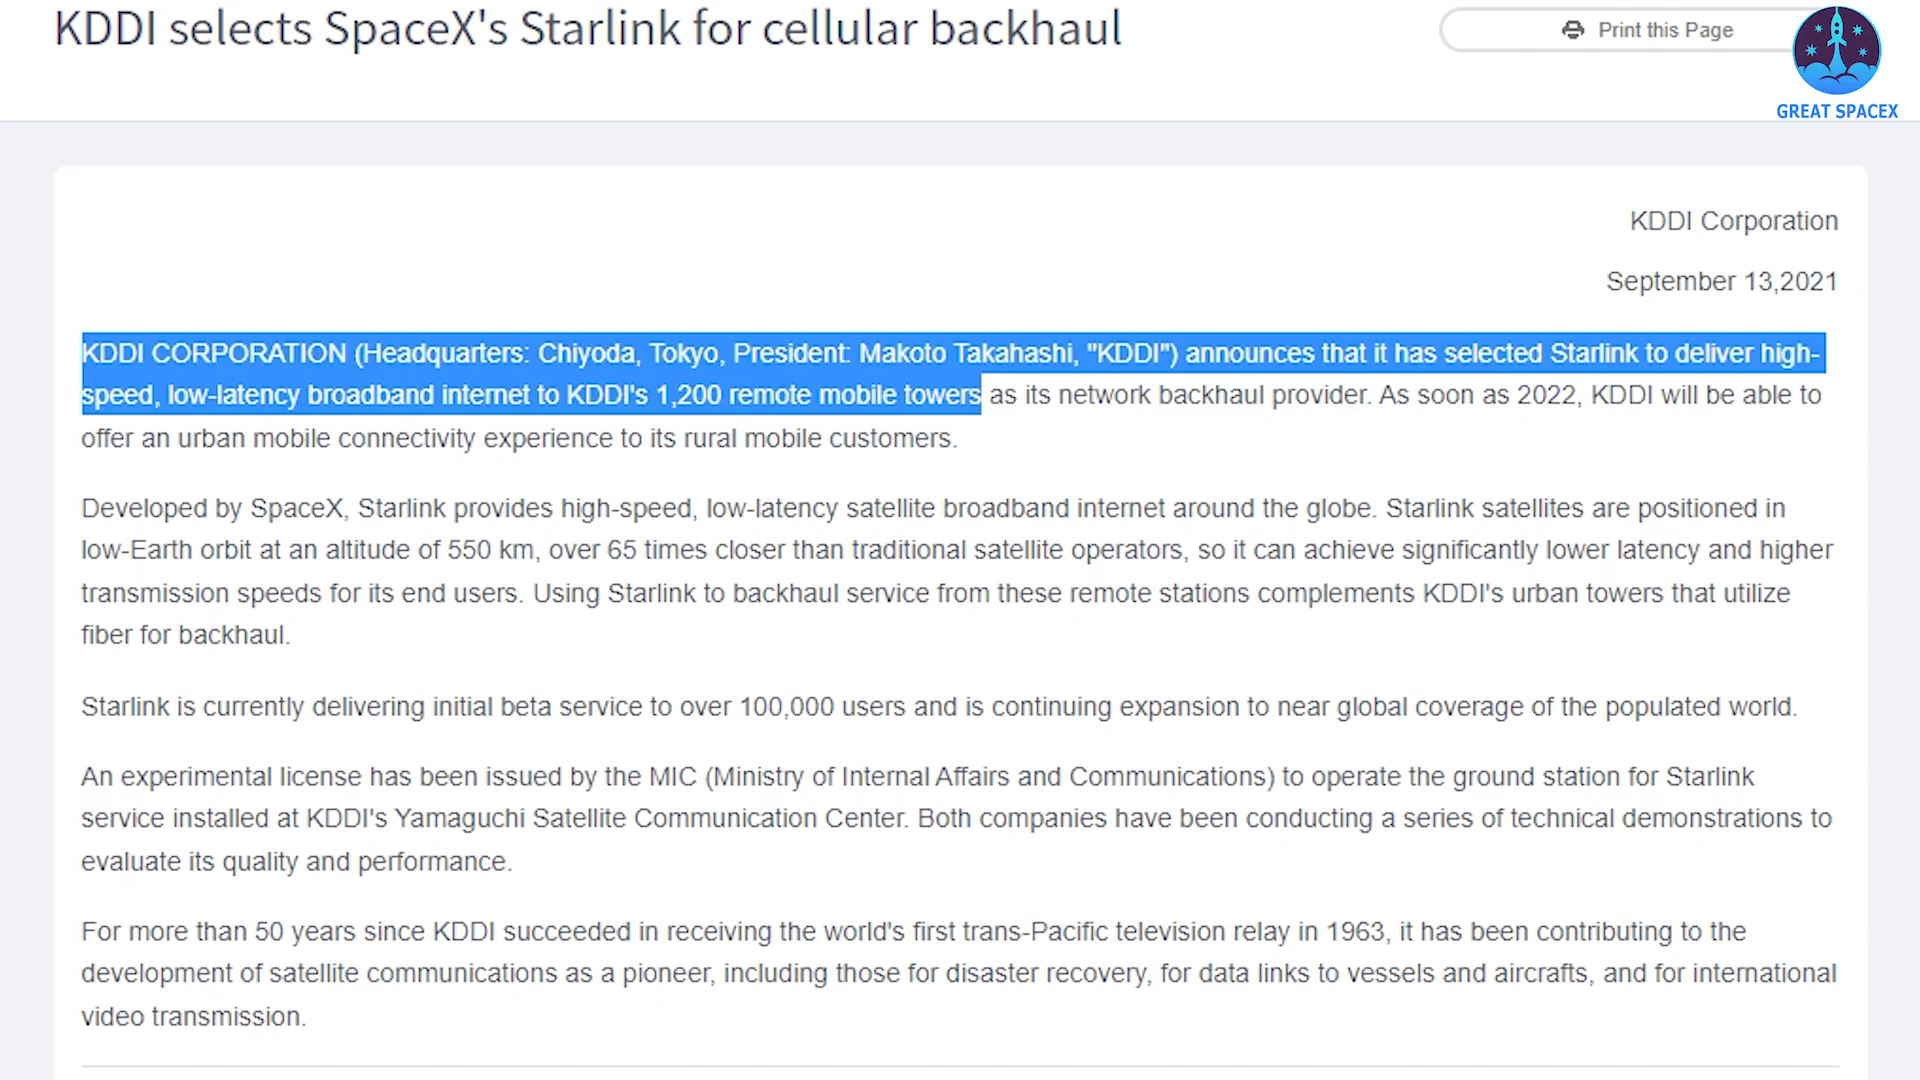 KDDI selects SpaceX's Starlink for cellular backhaul
Print this Page
GREAT SPACEX
KDDI Corporation
September 13,2021
KDDI CORPORATION (Headquarters: Chiyoda, Tokyo, President: Makoto Takahashi, "KDDI") announces that it has selected Starlink to deliver high-
speed, low-latency broadband internet to KDDI's 1,200 remote mobile towers as its network backhaul provider. As soon as 2022, KDDI will be able to
offer an urban mobile connectivity experience to its rural mobile customers.
Developed by SpaceX, Starlink provides high-speed, low-latency satellite broadband internet around the globe. Starlink satellites are positioned in
low-Earth orbit at an altitude of 550 km, over 65 times closer than traditional satellite operators, so it can achieve significantly lower latency and higher
transmission speeds for its end users. Using Starlink to backhaul service from these remote stations complements KDDI's urban towers that utilize
fiber for backhaul.
Starlink is currently delivering initial beta service to over 100,000 users and is continuing expansion to near global coverage of the populated world.
An experimental license has been issued by the MIC (Ministry of Internal Affairs and Communications) to operate the ground station for Starlink
service installed at KDDI's Yamaguchi Satellite Communication Center. Both companies have been conducting a series of technical demonstrations to
evaluate its quality and performance.
For more than 50 years since KDDI succeeded in receiving the world's first trans-Pacific television relay in 1963, it has been contributing to the
development of satellite communications as a pioneer, including those for disaster recovery, for data links to vessels and aircrafts, and for international
video transmission.